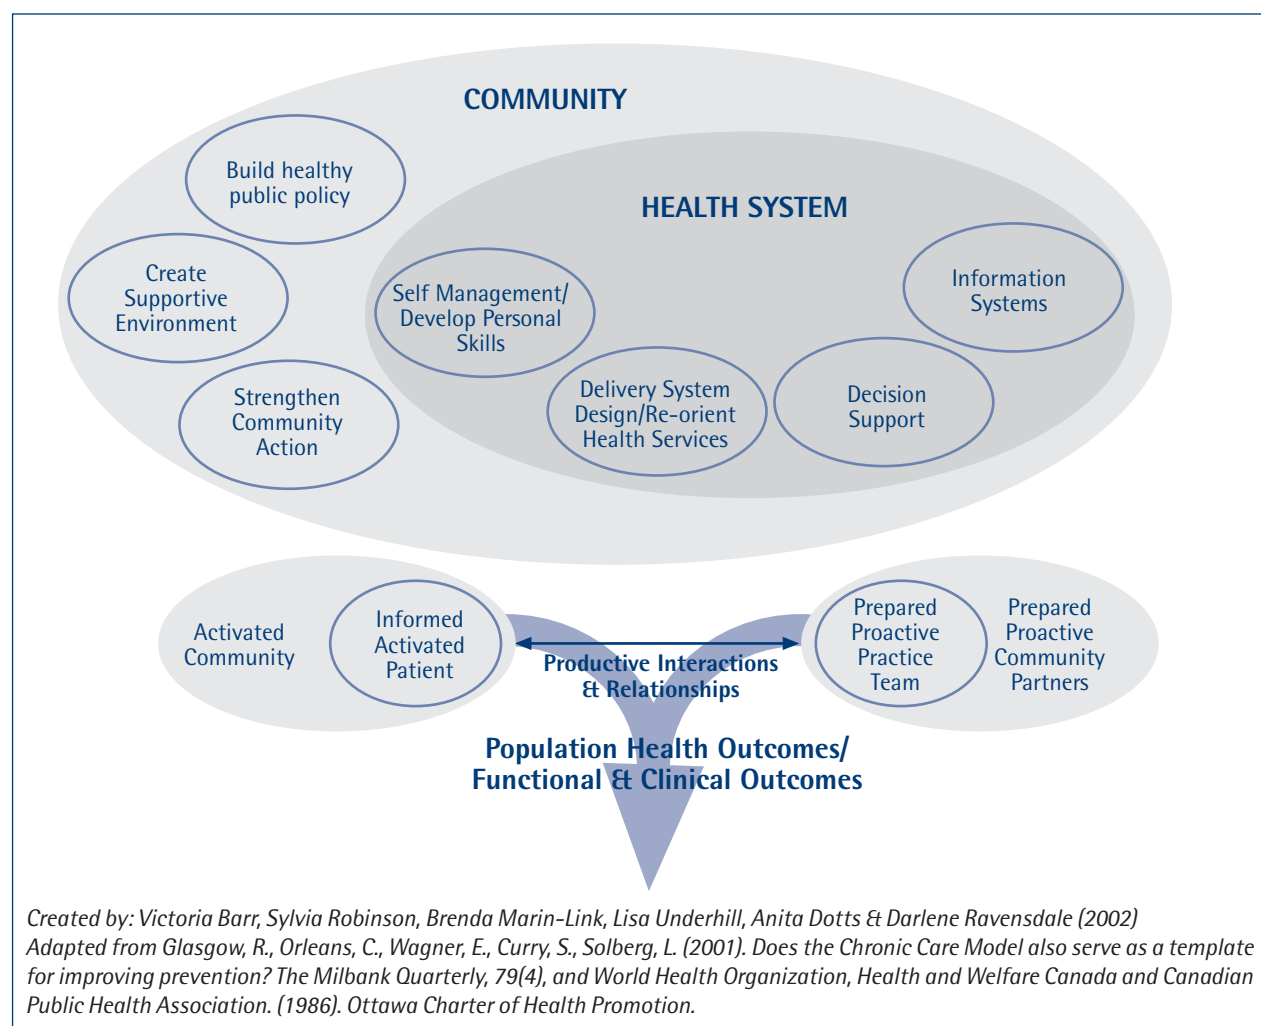 COMMUNITY
Build healthy
public policy
HEALTH SYSTEM
Create
Supportive
Environment
Self Management/
Develop Personal
Skills
Information
Systems
Strengthen
Community
Action
Delivery System
Design/Re-orient
Health Services
Decision
Support
Activated
Community
Informed
Activated
Patient
Productive Interactions
& Relationships
Prepared
Proactive
Practice
Team
Prepared
Proactive
Community
Partners
Population Health Outcomes/
Functional & Clinical Outcomes
Created by: Victoria Barr, Sylvia Robinson, Brenda Marin-Link, Lisa Underhill, Anita Dotts & Darlene Ravensdale (2002)
Adapted from Glasgow, R., Orleans, C., Wagner, E., Curry, S., Solberg, L. (2001). Does the Chronic Care Model also serve as a template
for improving prevention? The Milbank Quarterly, 79(4), and World Health Organization, Health and Welfare Canada and Canadian
Public Health Association. (1986). Ottawa Charter of Health Promotion.